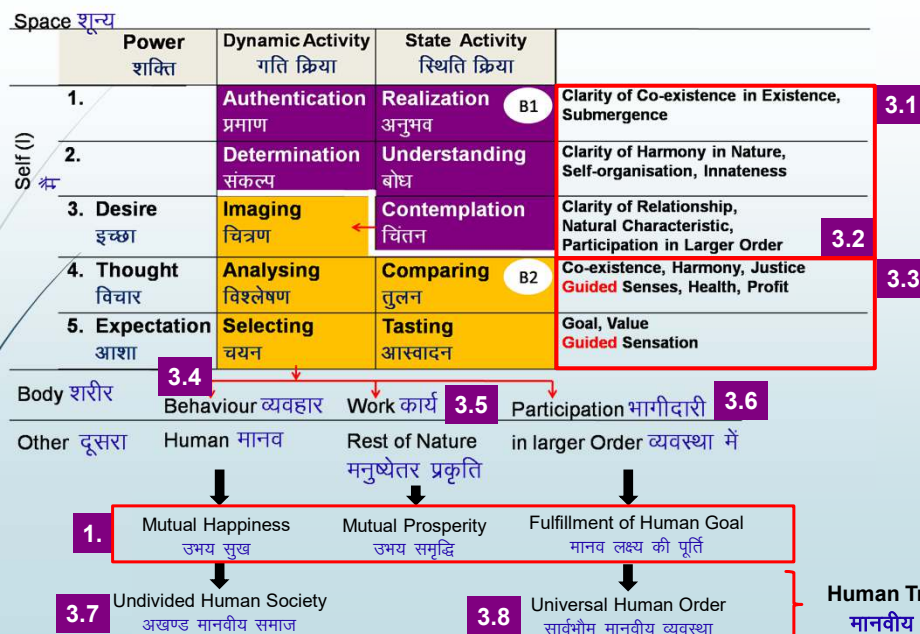 Space शून्य
Power Dynamic Activity State Activity
शक्ति गति क्रिया स्थिति क्रिया
Self (I)
मैं
1. Authentication Realization B1 Clarity of Co-existence in Existence, 3.1
प्रमाण अनुभव Submergence
2. Determination Understanding Clarity of Harmony in Nature,
संकल्प बोध Self-organisation, Innateness
3. Desire Imaging Contemplation Clarity of Relationship,
इच्छा चित्रण चिंतन Natural Characteristic,
Participation in Larger Order 3.2
4. Thought Analysing Comparing B2 Co-existence, Harmony, Justice 3.3
विचार विश्लेषण तुलन Guided Senses, Health, Profit
5. Expectation Selecting Tasting Goal, Value
आशा चयन आस्वादन Guided Sensation
Body शरीर 3.4
Behaviour व्यवहार Work कार्य 3.5 Participation भागीदारी 3.6
Other दूसरा Human मानव Rest of Nature in larger Order व्यवस्था में
मनुष्येतर प्रकृति
1. Mutual Happiness Mutual Prosperity Fulfillment of Human Goal
उभय सुख उभय समृद्धि मानव लक्ष्य की पूर्ति
3.7 Undivided Human Society 3.8 Universal Human Order Human Tr
अखण्ड मानवीय समाज सार्वभौम मानवीय व्यवस्था मानवीय